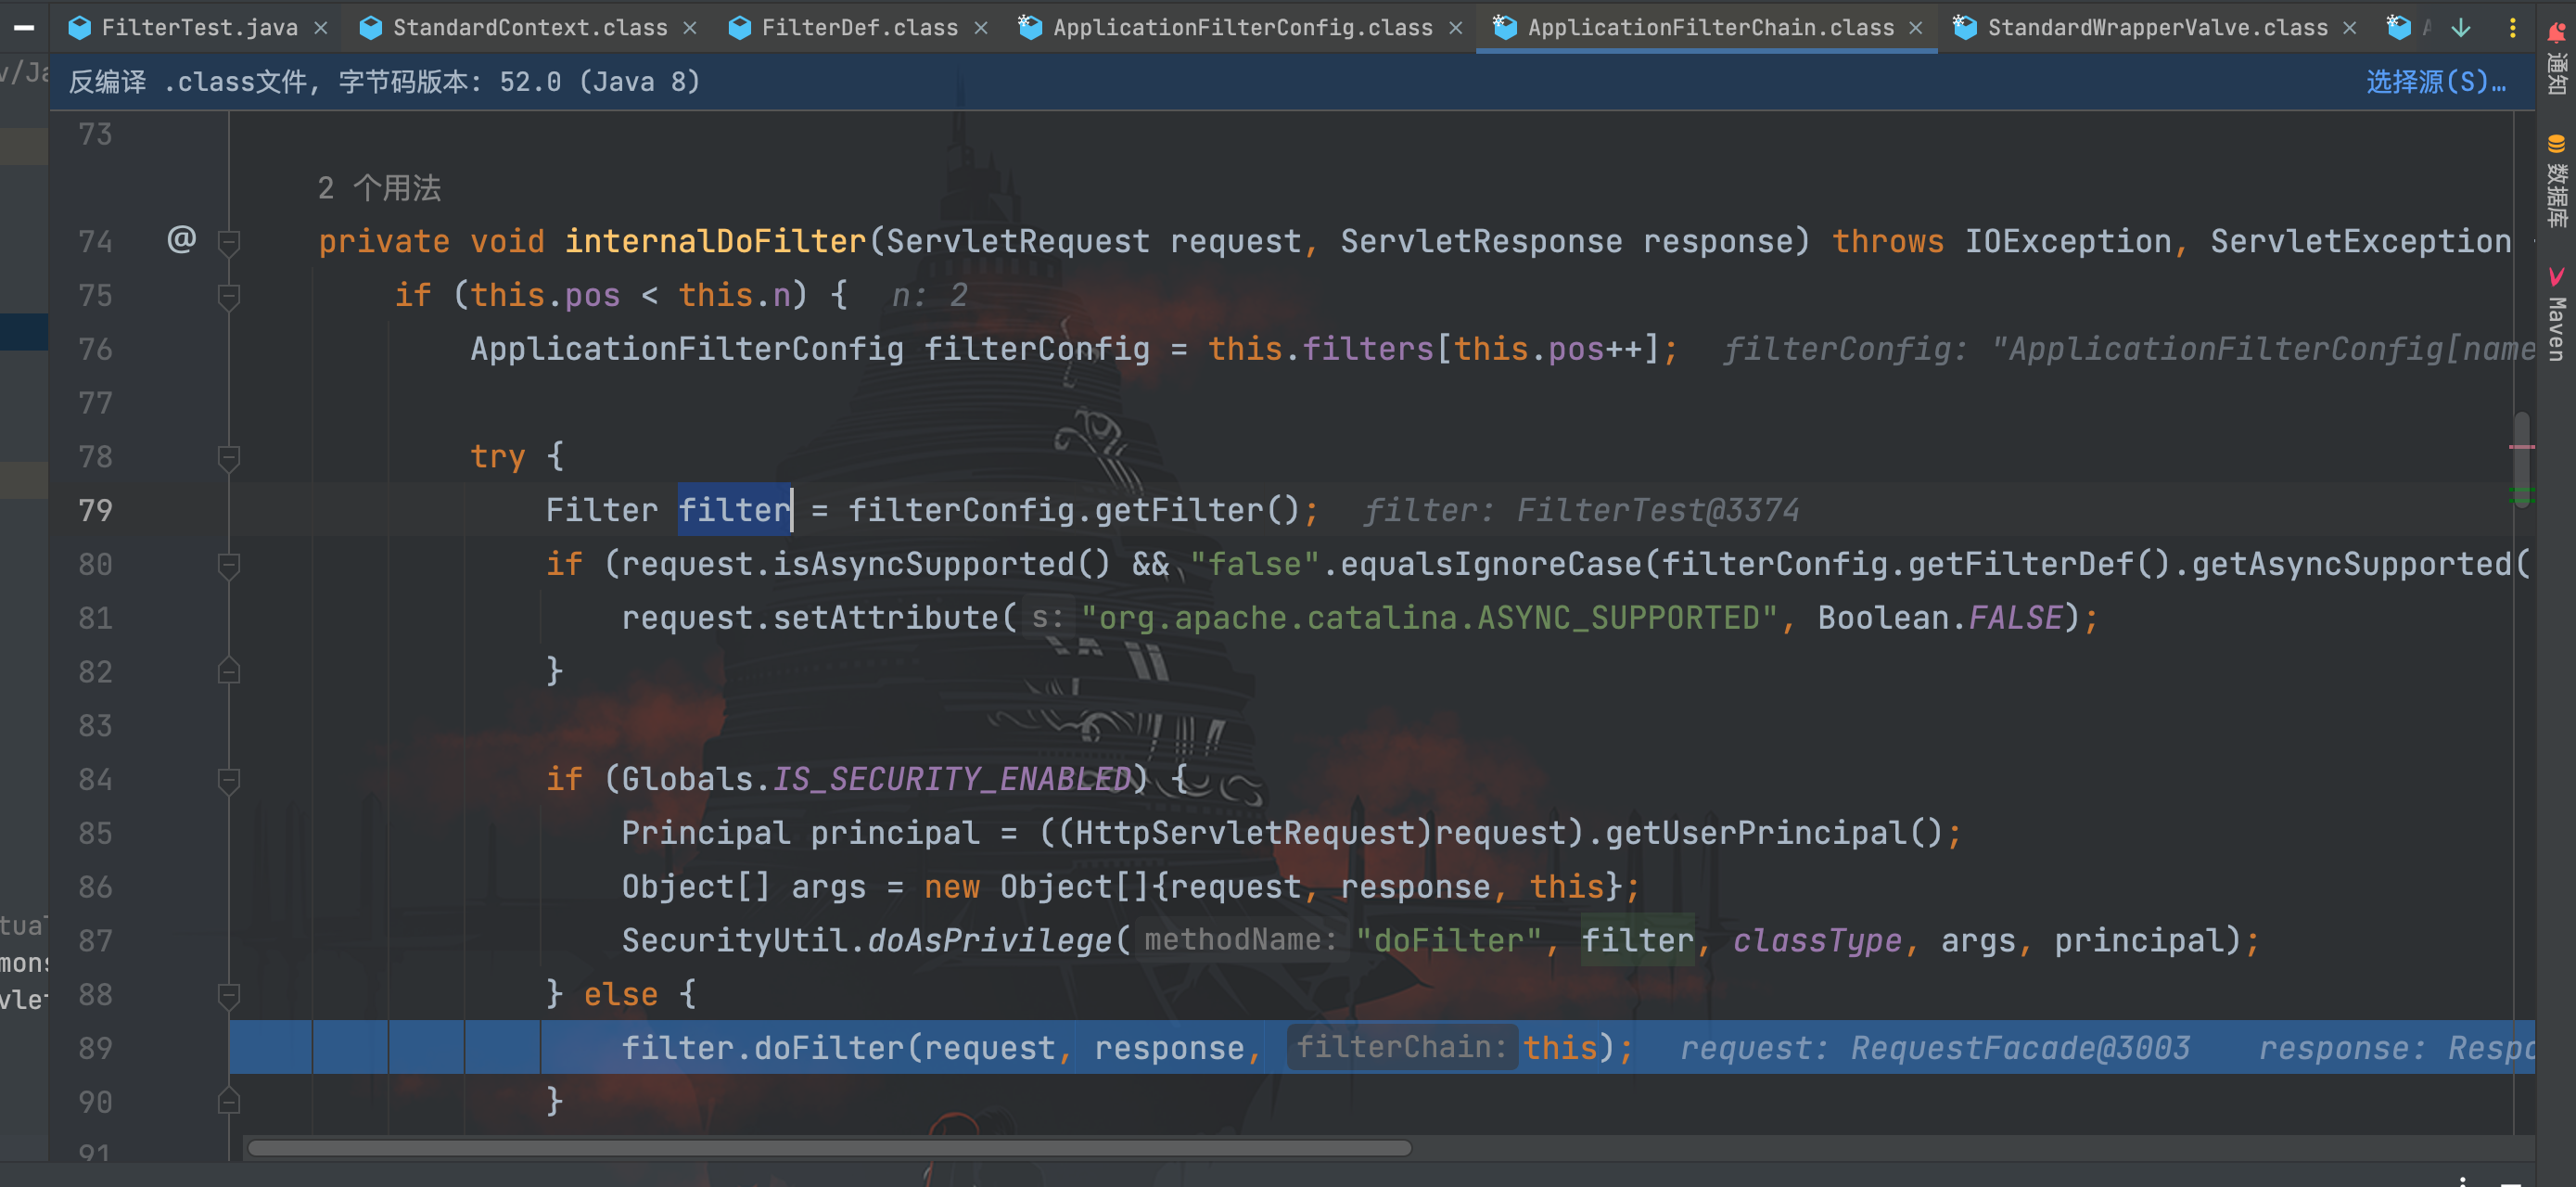 FilterTest.java StandardContext.class FilterDef.class ApplicationFilterConfig.class ApplicationFilterChain.class StandardWrapperValve.class
反编译 .class文件, 字节码版本: 52.0 (Java 8) 选择源(S)...
通知
数据库
Maven
73
2 个用法
74 @ private void internalDoFilter(ServletRequest request, ServletResponse response) throws IOException, ServletException
75 if (this.pos < this.n) { n: 2
76 ApplicationFilterConfig filterConfig = this.filters[this.pos++]; filterConfig: "ApplicationFilterConfig[name
77
78 try {
79 Filter filter = filterConfig.getFilter(); filter: FilterTest@3374
80 if (request.isAsyncSupported() && "false".equalsIgnoreCase(filterConfig.getFilterDef().getAsyncSupported(
81 request.setAttribute( s: "org.apache.catalina.ASYNC_SUPPORTED", Boolean.FALSE);
82 }
83
84 if (Globals.IS_SECURITY_ENABLED) {
85 Principal principal = ((HttpServletRequest)request).getUserPrincipal();
86 Object[] args = new Object[]{request, response, this};
87 SecurityUtil.doAsPrivilege( methodName: "doFilter", filter, classType, args, principal);
88 } else {
89 filter.doFilter(request, response, filterChain: this); request: RequestFacade@3003 response: Respo
90 }
91